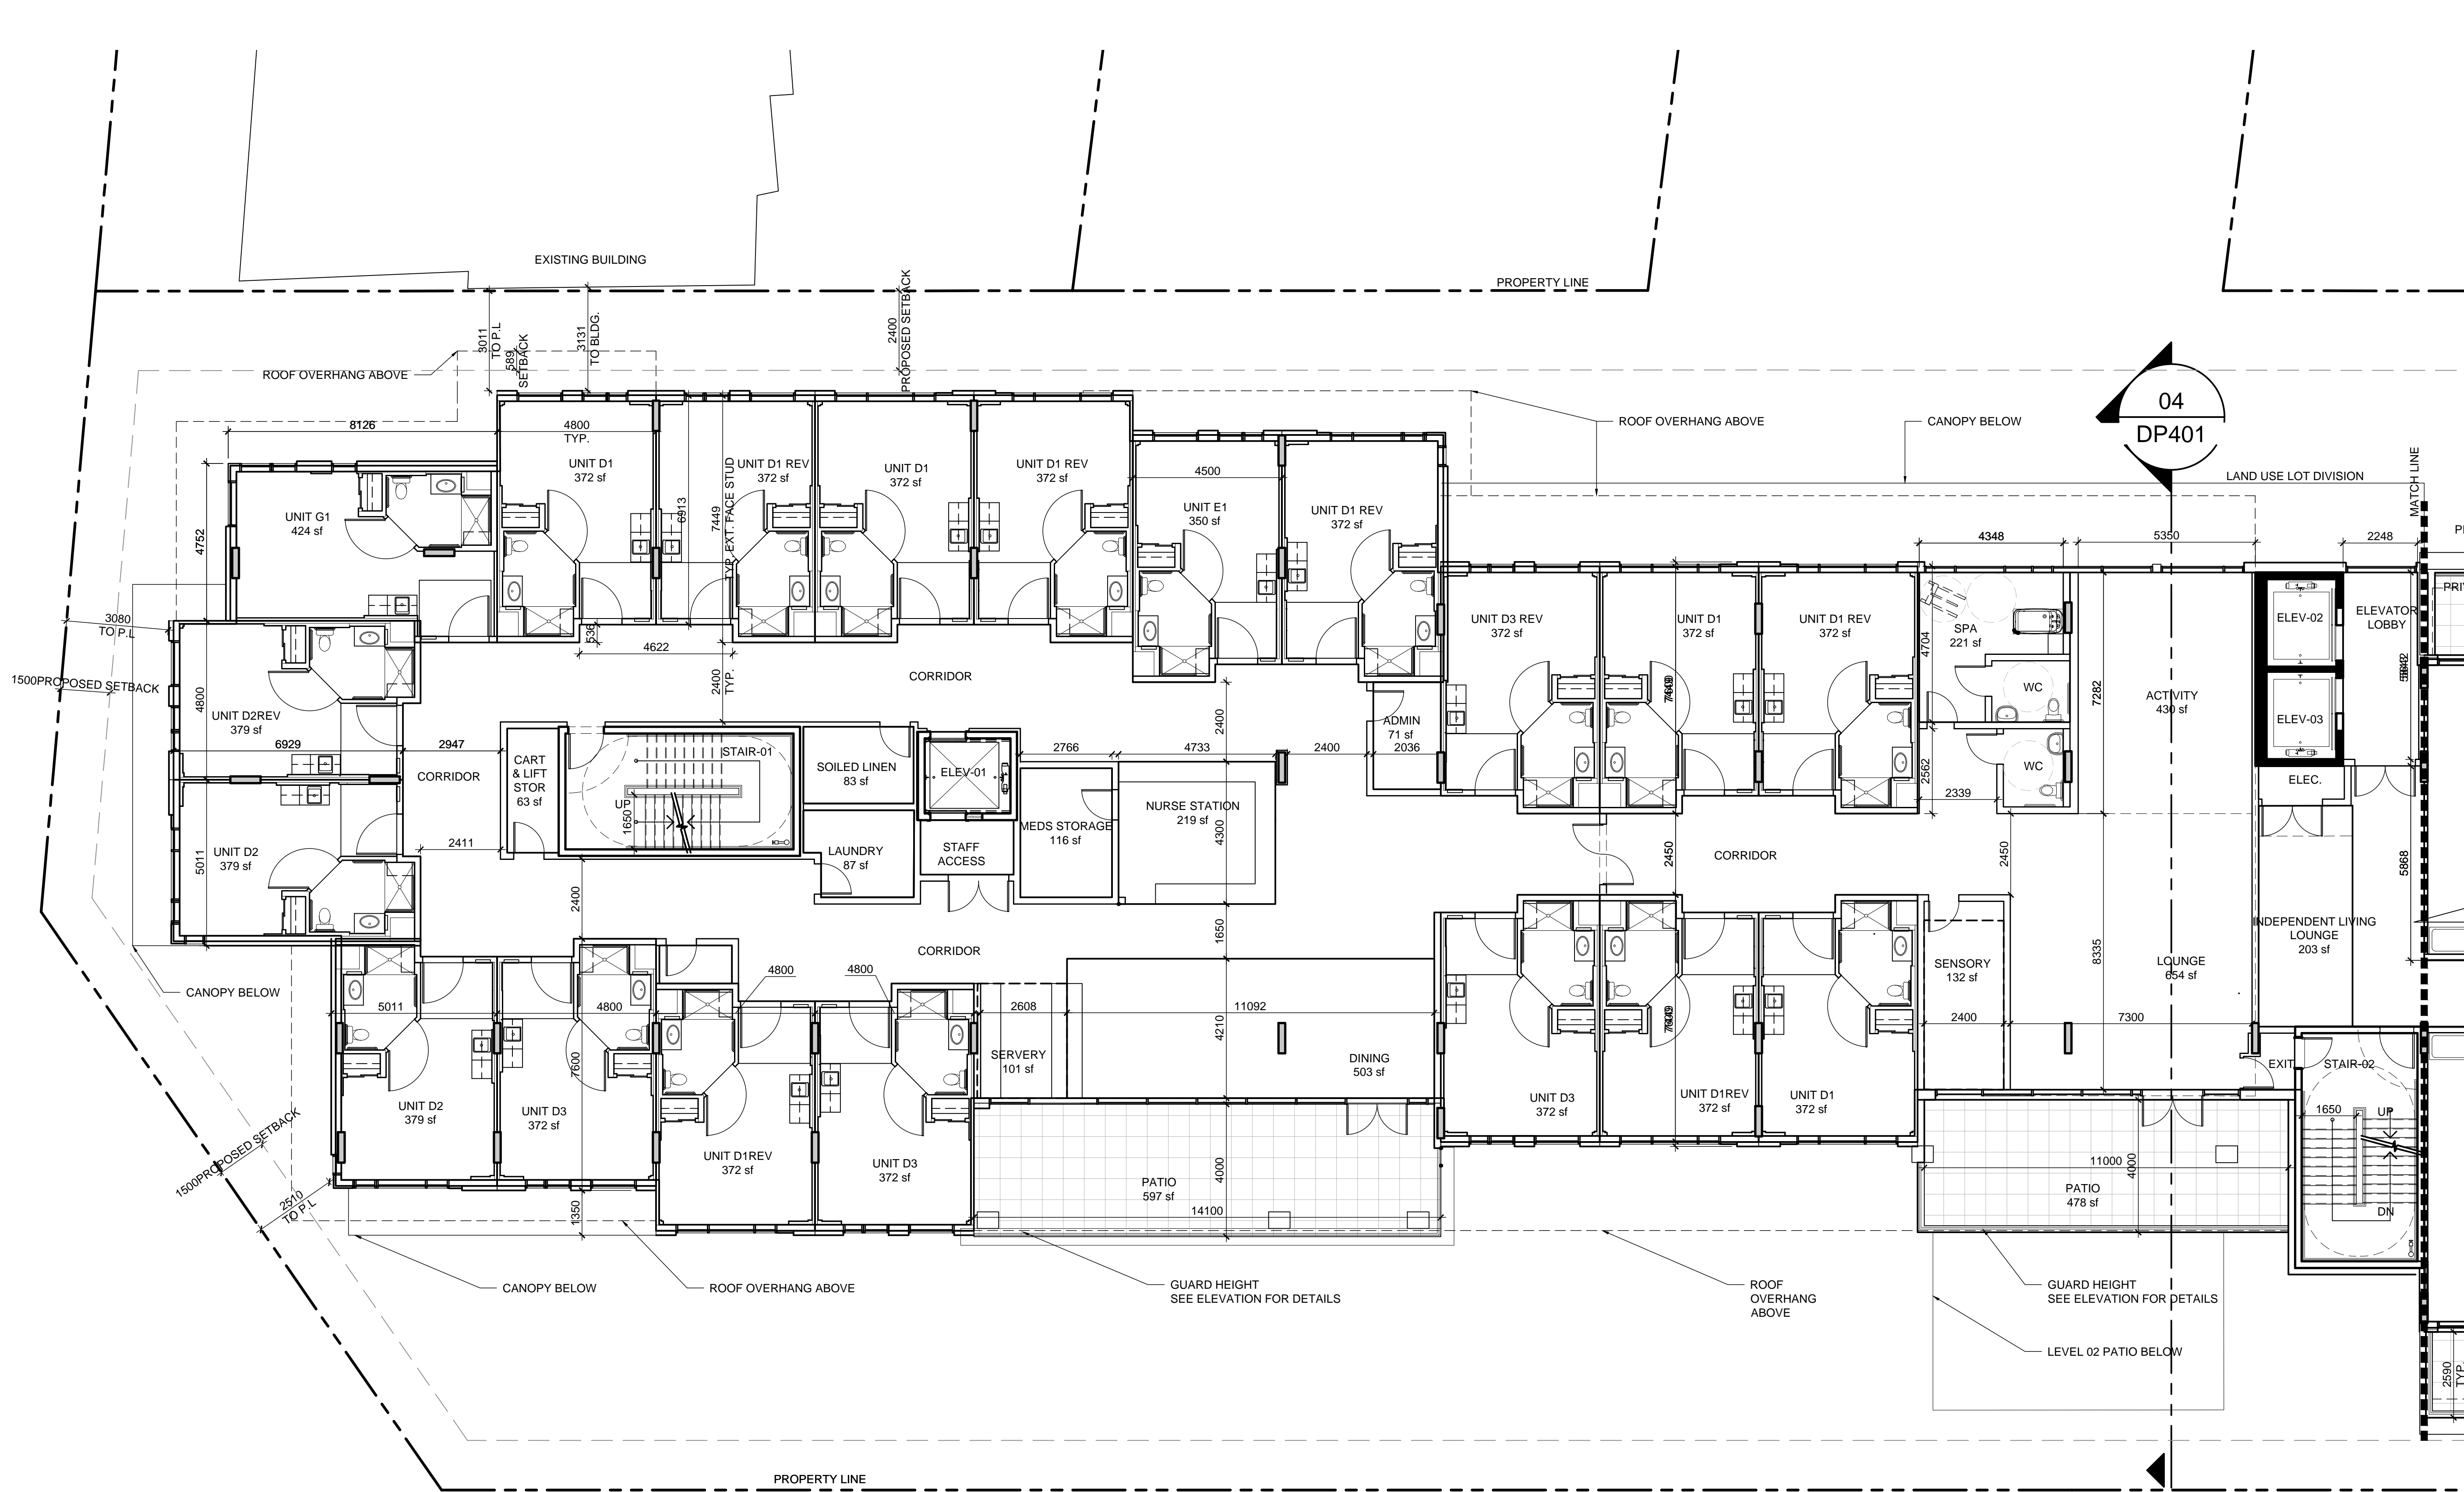 EXISTING BUILDING
PROPERTY LINE
3011
TO P.L
589
SETBACK
3131
TO BLDG.
2400
PROPOSED SETBACK
ROOF OVERHANG ABOVE
ROOF OVERHANG ABOVE
CANOPY BELOW
04
DP401
LAND USE LOT DIVISION
MATCH LINE
8126
4800
TYP.
UNIT D1
372 sf
6913
7449
TYP. EXT. FACE STUD
UNIT D1 REV
372 sf
UNIT D1
372 sf
UNIT D1 REV
372 sf
4500
UNIT E1
350 sf
UNIT D1 REV
372 sf
UNIT G1
424 sf
4752
4348
5350
2248
3080
TO P.L
1500PROPOSED SETBACK
4800
UNIT D2REV
379 sf
6929
2947
536
4622
2400
TYP.
CORRIDOR
2400
ADMIN
71 sf
2036
UNIT D3 REV
372 sf
UNIT D1
372 sf
UNIT D1 REV
372 sf
SPA
221 sf
4704
WC
7282
ACTIVITY
430 sf
ELEV-02
ELEVATOR
LOBBY
PRI
ELEV-03
CORRIDOR
CART
& LIFT
STOR
63 sf
STAIR-01
UP
1650
SOILED LINEN
83 sf
ELEV-01
2766
4733
2400
2562
WC
2339
ELEC.
NURSE STATION
219 sf
MEDS STORAGE
116 sf
4300
LAUNDRY
87 sf
STAFF
ACCESS
UNIT D2
379 sf
5011
2411
2400
2450
CORRIDOR
2450
5868
CORRIDOR
1650
INDEPENDENT LIVING
LOUNGE
203 sf
CANOPY BELOW
5011
4800
4800
4800
2608
11092
4210
SENSORY
132 sf
8335
LOUNGE
654 sf
2400
7300
7600
SERVERY
101 sf
DINING
503 sf
EXIT
STAIR-02
UNIT D2
379 sf
UNIT D3
372 sf
UNIT D3
372 sf
UNIT D1REV
372 sf
UNIT D1
372 sf
1650
UP
DN
UNIT D1REV
372 sf
UNIT D3
372 sf
PATIO
597 sf
4000
14100
11000
4000
PATIO
478 sf
1500PROPOSED SETBACK
2510
TO P.L
1350
CANOPY BELOW
ROOF OVERHANG ABOVE
GUARD HEIGHT
SEE ELEVATION FOR DETAILS
ROOF
OVERHANG
ABOVE
GUARD HEIGHT
SEE ELEVATION FOR DETAILS
LEVEL 02 PATIO BELOW
2590
TYP.
PROPERTY LINE